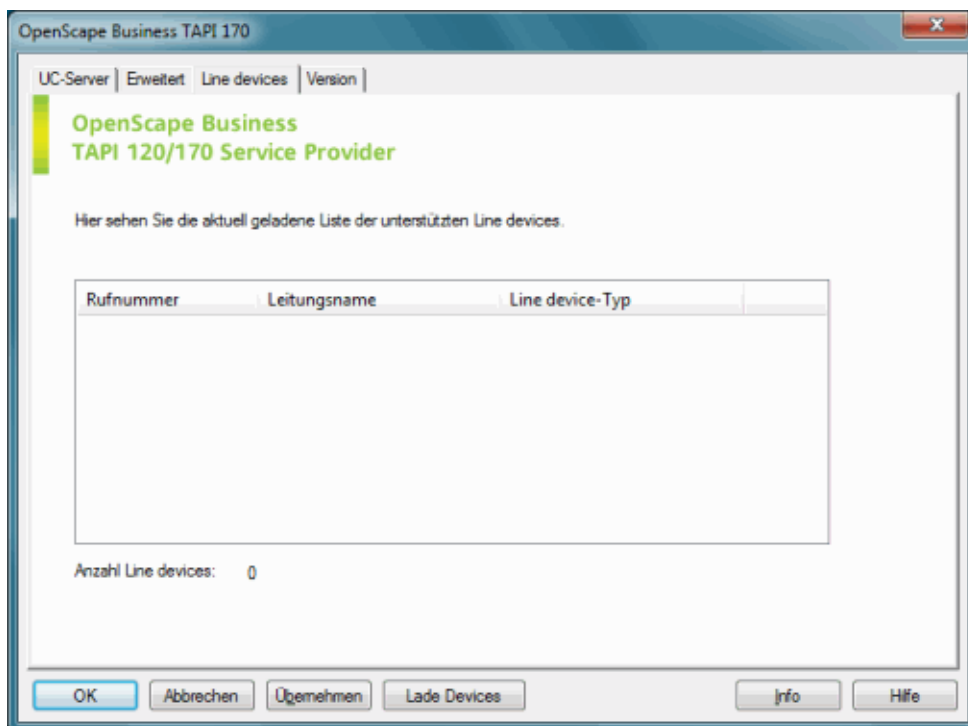 OpenScape Business TAPI 170
UC-Server Erweitert Line devices Version
OpenScape Business
TAPI 120/170 Service Provider
Hier sehen Sie die aktuell geladene Liste der unterstützten Line devices.
Rufnummer Leitungsname Line device-Typ
Anzahl Line devices: 0
OK Abbrechen Übernehmen Lade Devices Info Hilfe